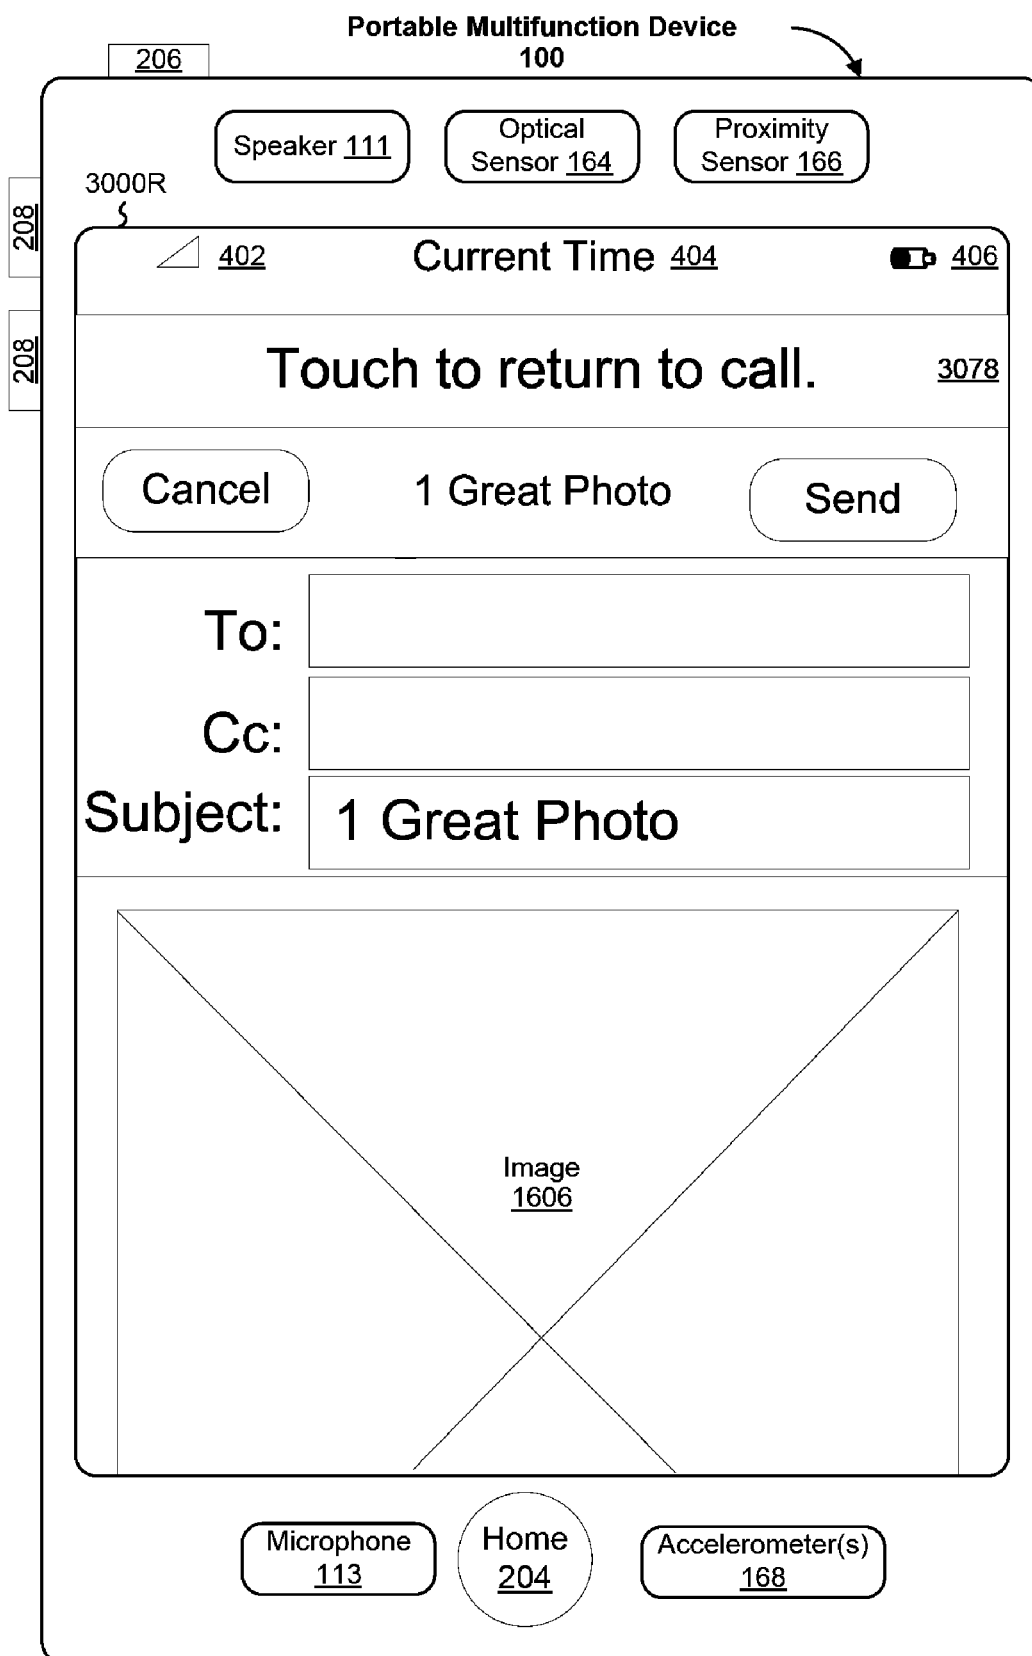 Portable Multifunction Device
100
206
Speaker 111
Optical
Sensor 164
Proximity
Sensor 166
3000R
208
208
402
Current Time 404
406
Touch to return to call.
3078
Cancel
1 Great Photo
Send
To:
Cc:
Subject:
1 Great Photo
Image
1606
Microphone
113
Home
204
Accelerometer(s)
168